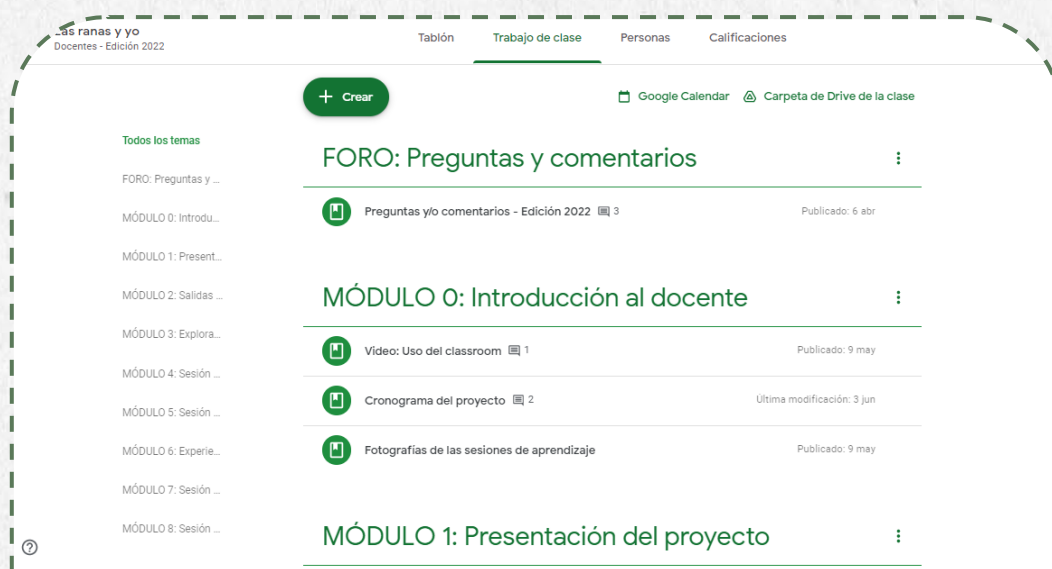 Las ranas y yo
Docentes - Edición 2022
Tablón
Trabajo de clase
Personas
Calificaciones
Crear
Google Calendar
Carpeta de Drive de la clase
Todos los temas
FORO: Preguntas y ...
MÓDULO 0: Introdu...
MÓDULO 1: Present...
MÓDULO 2: Salidas ...
MÓDULO 3: Explora...
MÓDULO 4: Sesión ...
MÓDULO 5: Sesión ...
MÓDULO 6: Experie...
MÓDULO 7: Sesión ...
MÓDULO 8: Sesión ...
FORO: Preguntas y comentarios
Preguntas y/o comentarios - Edición 2022 3
Publicado: 6 abr
MÓDULO 0: Introducción al docente
Video: Uso del classroom 1
Publicado: 9 may
Cronograma del proyecto 2
Última modificación: 3 jun
Fotografías de las sesiones de aprendizaje
Publicado: 9 may
MÓDULO 1: Presentación del proyecto